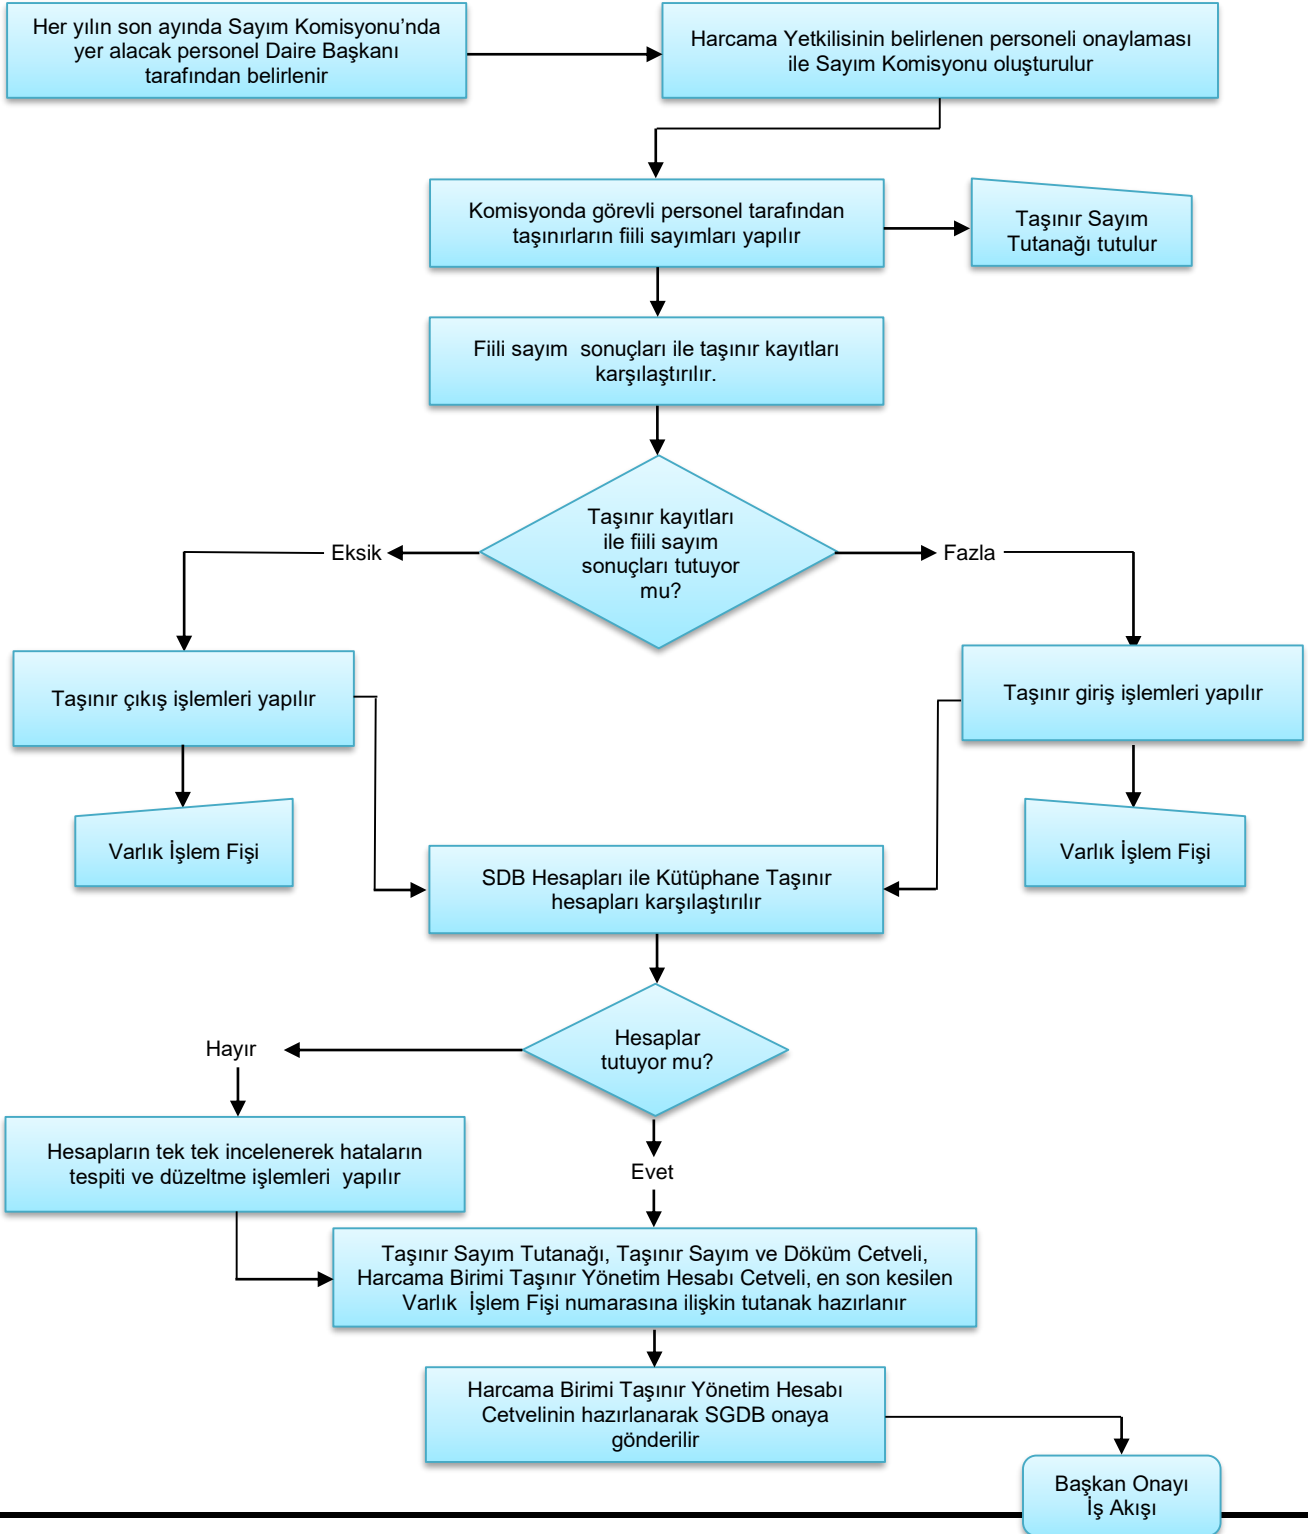 Her yılın son ayında Sayım Komisyonu’nda
yer alacak personel Daire Başkanı
tarafından belirlenir
Harcama Yetkilisinin belirlenen personeli onaylaması
ile Sayım Komisyonu oluşturulur
Komisyonda görevli personel tarafından
taşınırların fiili sayımları yapılır
Taşınır Sayım
Tutanağı tutulur
Fiili sayım  sonuçları ile taşınır kayıtları
karşılaştırılır.
Taşınır kayıtları
ile fiili sayım
sonuçları tutuyor
mu?
Eksik
Fazla
Taşınır çıkış işlemleri yapılır
Taşınır giriş işlemleri yapılır
Varlık İşlem Fişi
Varlık İşlem Fişi
SDB Hesapları ile Kütüphane Taşınır
hesapları karşılaştırılır
Hesaplar
tutuyor mu?
Hayır
Hesapların tek tek incelenerek hataların
tespiti ve düzeltme işlemleri  yapılır
Evet
Taşınır Sayım Tutanağı, Taşınır Sayım ve Döküm Cetveli,
Harcama Birimi Taşınır Yönetim Hesabı Cetveli, en son kesilen
Varlık  İşlem Fişi numarasına ilişkin tutanak hazırlanır
Harcama Birimi Taşınır Yönetim Hesabı
Cetvelinin hazırlanarak SGDB onaya
gönderilir
Başkan Onayı
İş Akışı